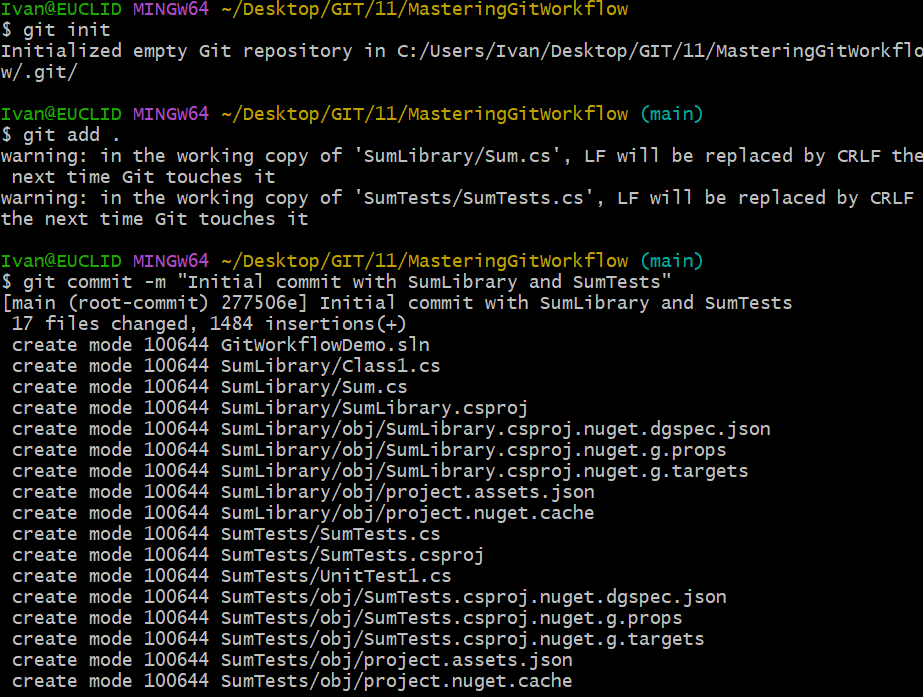 Ivan@EUCLID MINGW64 ~/Desktop/GIT/11/MasteringGitWorkflow
$ git init
Initialized empty Git repository in C:/Users/Ivan/Desktop/GIT/11/MasteringGitWorkflo
w/.git/
Ivan@EUCLID MINGW64 ~/Desktop/GIT/11/MasteringGitWorkflow (main)
$ git add .
warning: in the working copy of 'SumLibrary/Sum.cs', LF will be replaced by CRLF the
 next time Git touches it
warning: in the working copy of 'SumTests/SumTests.cs', LF will be replaced by CRLF
the next time Git touches it
Ivan@EUCLID MINGW64 ~/Desktop/GIT/11/MasteringGitWorkflow (main)
$ git commit -m "Initial commit with SumLibrary and SumTests"
[main (root-commit) 277506e] Initial commit with SumLibrary and SumTests
 17 files changed, 1484 insertions(+)
 create mode 100644 GitWorkflowDemo.sln
 create mode 100644 SumLibrary/Class1.cs
 create mode 100644 SumLibrary/Sum.cs
 create mode 100644 SumLibrary/SumLibrary.csproj
 create mode 100644 SumLibrary/obj/SumLibrary.csproj.nuget.dgspec.json
 create mode 100644 SumLibrary/obj/SumLibrary.csproj.nuget.g.props
 create mode 100644 SumLibrary/obj/SumLibrary.csproj.nuget.g.targets
 create mode 100644 SumLibrary/obj/project.assets.json
 create mode 100644 SumLibrary/obj/project.nuget.cache
 create mode 100644 SumTests/SumTests.cs
 create mode 100644 SumTests/SumTests.csproj
 create mode 100644 SumTests/UnitTest1.cs
 create mode 100644 SumTests/obj/SumTests.csproj.nuget.dgspec.json
 create mode 100644 SumTests/obj/SumTests.csproj.nuget.g.props
 create mode 100644 SumTests/obj/SumTests.csproj.nuget.g.targets
 create mode 100644 SumTests/obj/project.assets.json
 create mode 100644 SumTests/obj/project.nuget.cache